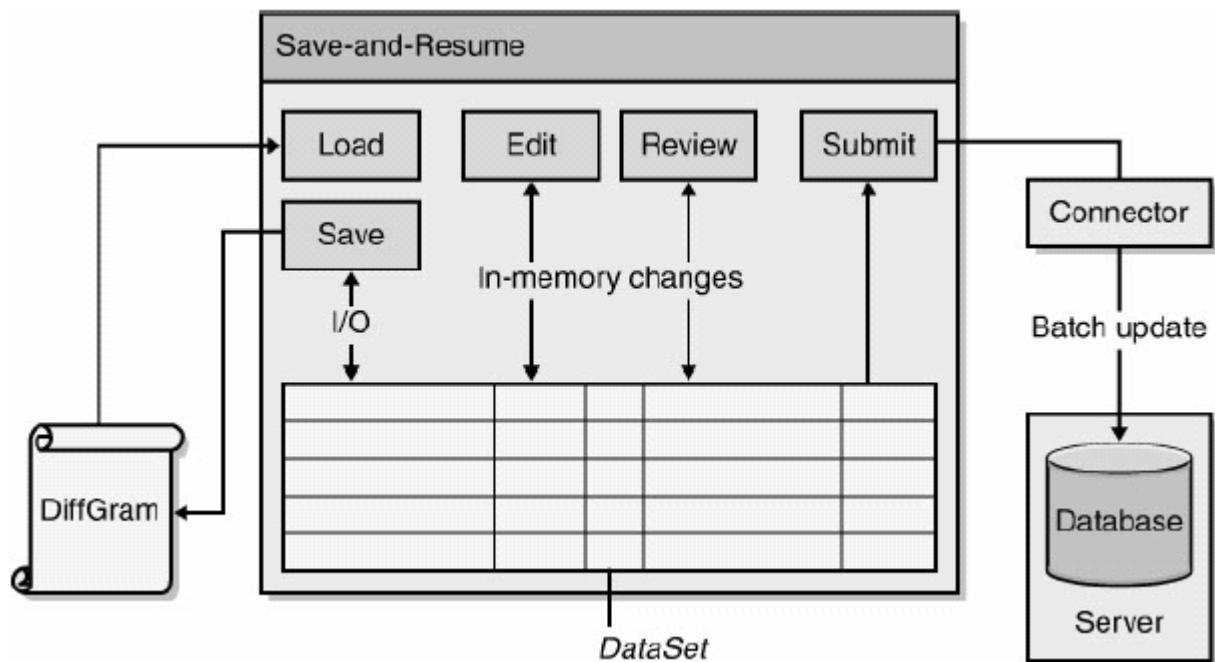 Save-and-Resume
Load
Edit
Review
Submit
Save
Connector
In-memory changes
I/O
Batch update
DiffGram
Database
Server
DataSet